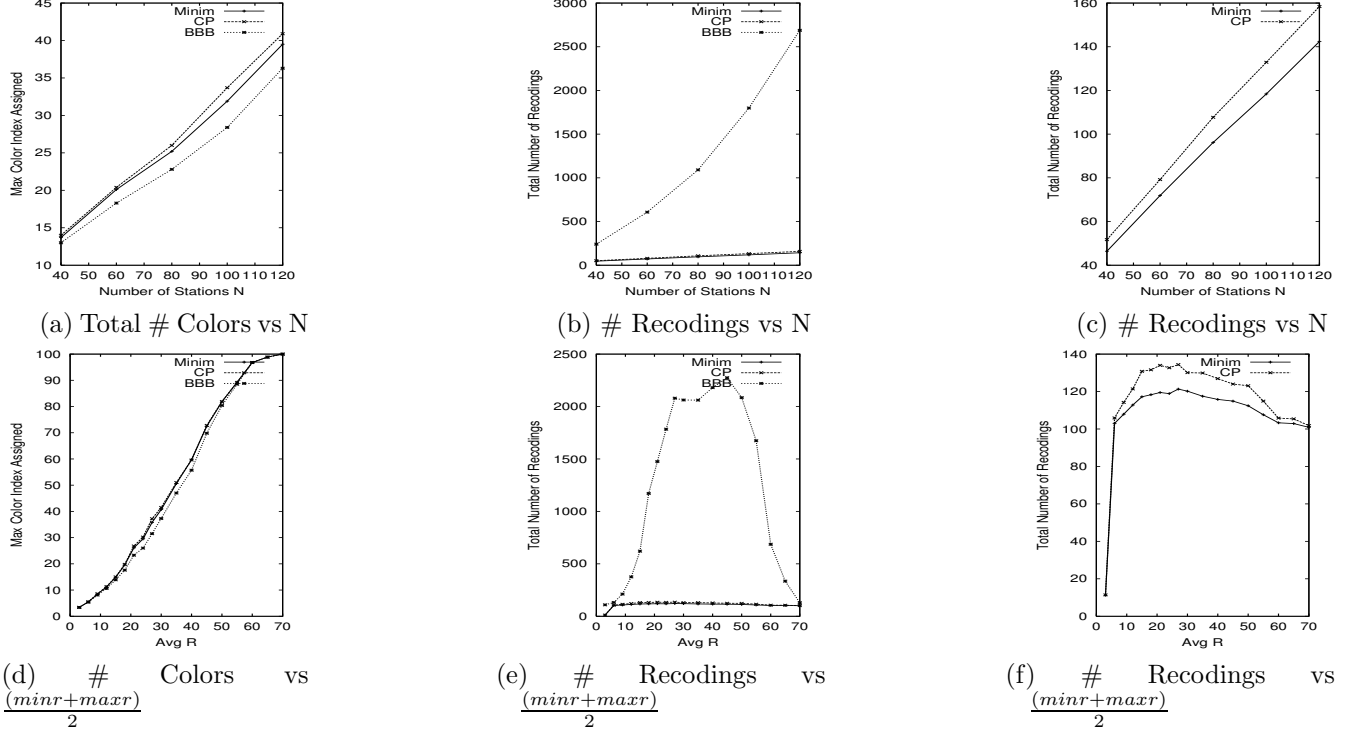 45
40
35
30
25
20
15
10
Max Color Index Assigned
Minim
CP
BBB
40 50 60 70 80 90 100 110 120
Number of Stations N
(a) Total # Colors vs N
3000
2500
2000
1500
1000
500
0
Total Number of Recodings
Minim
CP
BBB
40 50 60 70 80 90 100 110 120
Number of Stations N
(b) # Recodings vs N
160
140
120
100
80
60
40
Total Number of Recodings
Minim
CP
40 50 60 70 80 90 100 110 120
Number of Stations N
(c) # Recodings vs N
100
90
80
70
60
50
40
30
20
10
0
Max Color Index Assigned
Minim
CP
BBB
0 10 20 30 40 50 60 70
Avg R
(d) # Colors vs
(minr+maxr)
2
2500
2000
1500
1000
500
0
Total Number of Recodings
Minim
CP
BBB
0 10 20 30 40 50 60 70
Avg R
(e) # Recodings vs
(minr+maxr)
2
140
120
100
80
60
40
20
0
Total Number of Recodings
Minim
CP
0 10 20 30 40 50 60 70
Avg R
(f) # Recodings vs
(minr+maxr)
2